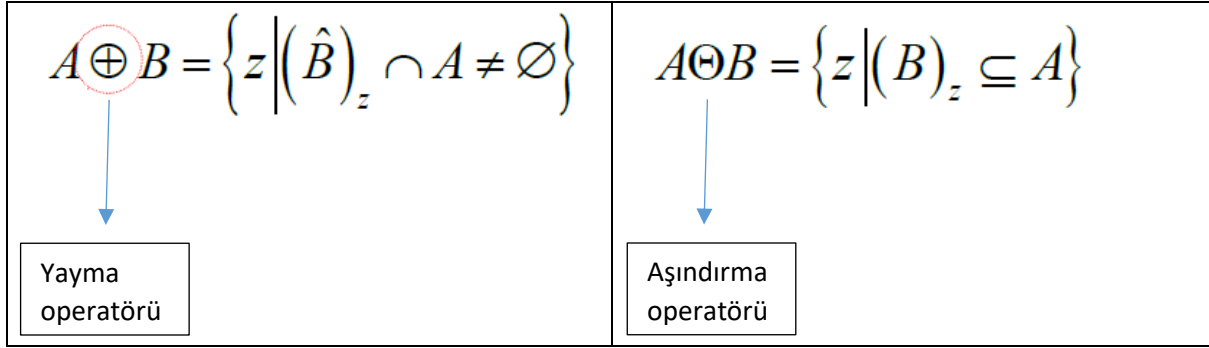 A ⊕ B = { z | (B̂)_z ∩ A ≠ ∅ }
Yayma
operatörü
AΘB = { z | (B)_z ⊆ A }
Aşındırma
operatörü